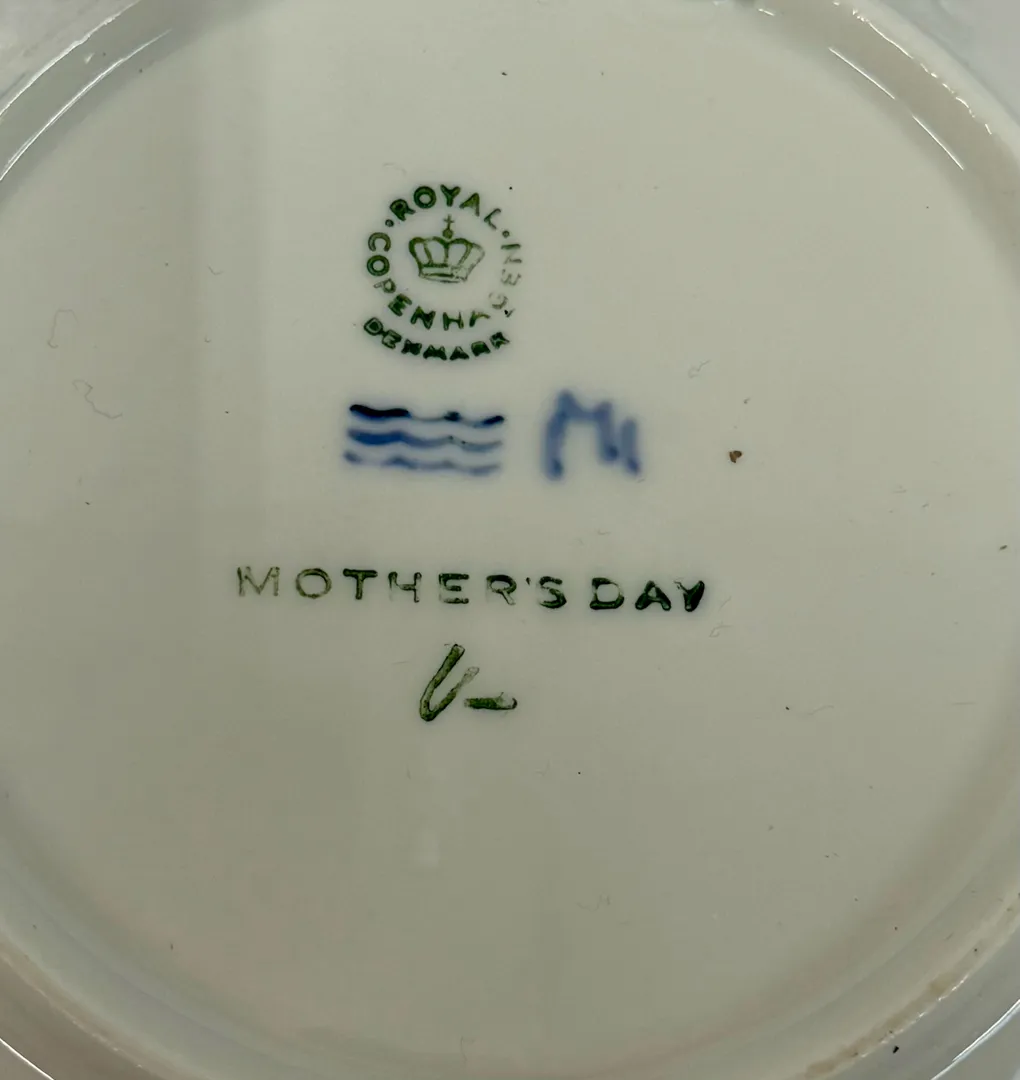 ROYAL
COPENHAGEN
DENMARK
MOTHER'S DAY